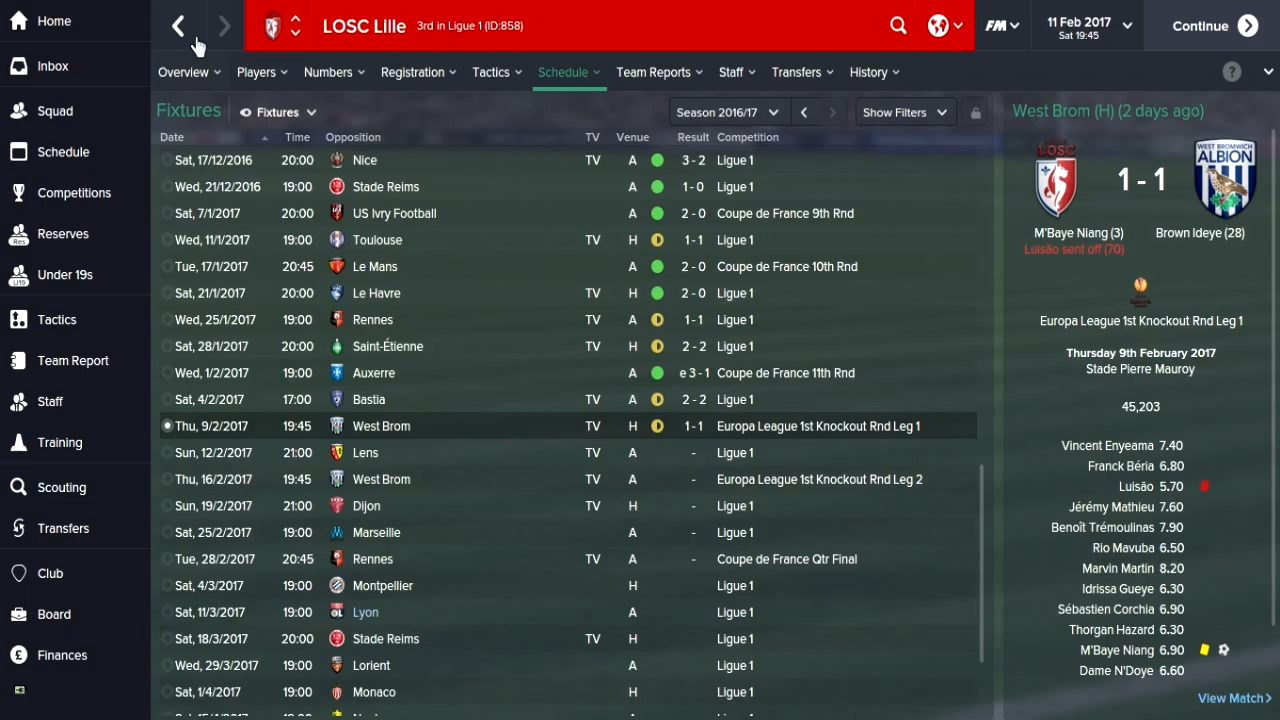 Home
LOSC Lille 3rd in Ligue 1 (ID:858)
FM
11 Feb 2017
Sat 19:45
Continue
Inbox
Overview Players Numbers Registration Tactics Schedule Team Reports Staff Transfers History ?
Squad
Schedule
Competitions
Res
Reserves
U19
Under 19s
Tactics
Team Report
Staff
Training
Scouting
Transfers
Club
Board
£ Finances
Fixtures Fixtures Season 2016/17 Show Filters
Date Time Opposition TV Venue Result Competition
Sat, 17/12/2016 20:00 Nice TV A 3 - 2 Ligue 1
Wed, 21/12/2016 19:00 Stade Reims A 1 - 0 Ligue 1
Sat, 7/1/2017 20:00 US Ivry Football A 2 - 0 Coupe de France 9th Rnd
Wed, 11/1/2017 19:00 Toulouse TV H 1 - 1 Ligue 1
Tue, 17/1/2017 20:45 Le Mans A 2 - 0 Coupe de France 10th Rnd
Sat, 21/1/2017 20:00 Le Havre TV H 2 - 0 Ligue 1
Wed, 25/1/2017 19:00 Rennes TV A 1 - 1 Ligue 1
Sat, 28/1/2017 20:00 Saint-Étienne TV H 2 - 2 Ligue 1
Wed, 1/2/2017 19:00 Auxerre A e 3 - 1 Coupe de France 11th Rnd
Sat, 4/2/2017 17:00 Bastia TV A 2 - 2 Ligue 1
Thu, 9/2/2017 19:45 West Brom TV H 1 - 1 Europa League 1st Knockout Rnd Leg 1
Sun, 12/2/2017 21:00 Lens TV A - Ligue 1
Thu, 16/2/2017 19:45 West Brom TV A - Europa League 1st Knockout Rnd Leg 2
Sun, 19/2/2017 21:00 Dijon TV H - Ligue 1
Sat, 25/2/2017 19:00 Marseille A - Ligue 1
Tue, 28/2/2017 20:45 Rennes TV A - Coupe de France Qtr Final
Sat, 4/3/2017 19:00 Montpellier H Ligue 1
Sat, 11/3/2017 19:00 Lyon A Ligue 1
Sat, 18/3/2017 20:00 Stade Reims TV H Ligue 1
Wed, 29/3/2017 19:00 Lorient A Ligue 1
Sat, 1/4/2017 19:00 Monaco H Ligue 1
West Brom (H) (2 days ago)
LOSC
WEST BROMWICH
ALBION
1 - 1
M'Baye Niang (3) Brown Ideye (28)
Luisão sent off (70)
Europa League 1st Knockout Rnd Leg 1
Thursday 9th February 2017
Stade Pierre Mauroy
45,203
Vincent Enyeama 7.40
Franck Béria 6.80
Luisão 5.70
Jérémy Mathieu 7.60
Benoît Trémoulinas 7.90
Rio Mavuba 6.50
Marvin Martin 8.20
Idrissa Gueye 6.30
Sébastien Corchia 6.90
Thorgan Hazard 6.30
M'Baye Niang 6.90
Dame N'Doye 6.60
View Match